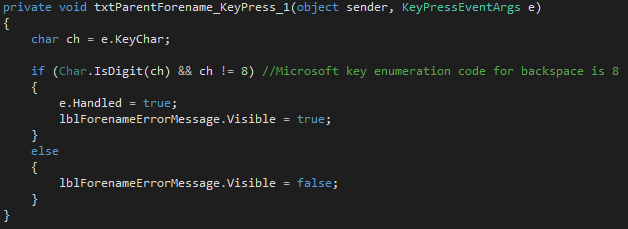 private void txtParentForename_KeyPress_1(object sender, KeyPressEventArgs e)
{
    char ch = e.KeyChar;

    if (Char.IsDigit(ch) && ch != 8) //Microsoft key enumeration code for backspace is 8
    {
        e.Handled = true;
        lblForenameErrorMessage.Visible = true;
    }
    else
    {
        lblForenameErrorMessage.Visible = false;
    }
}